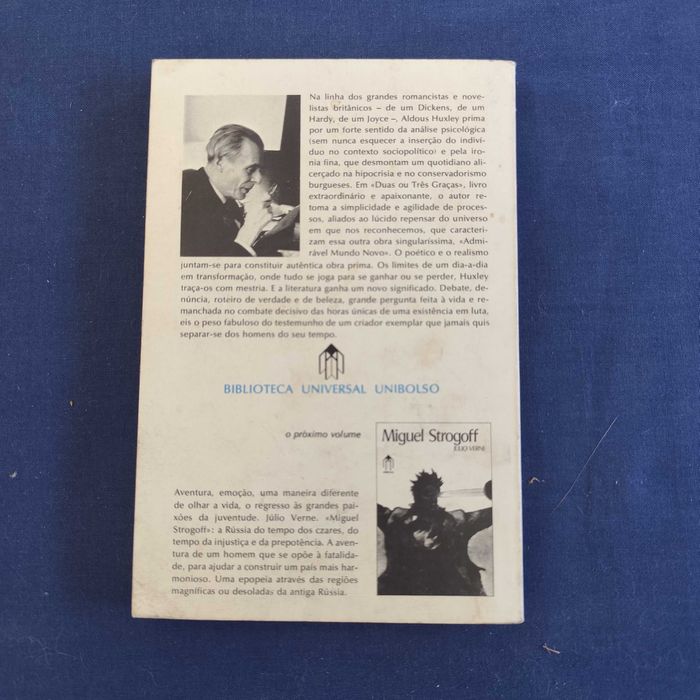 Na linha dos grandes romancistas e nove-
listas britânicos – de um Dickens, de um
Hardy, de um Joyce –, Aldous Huxley prima
por um forte sentido da análise psicológica
(sem nunca esquecer a inserção do indiví-
duo no contexto sociopolítico) e pela iro-
nia fina, que desmontam um quotidiano ali-
cerçado na hipocrisia e no conservadorismo
burgueses. Em «Duas ou Três Graças», livro
extraordinário e apaixonante, o autor re-
toma a simplicidade e agilidade de proces-
sos, aliados ao lúcido repensar do universo
em que nos reconhecemos, que caracteri-
zam essa outra obra singularíssima, «Admi-
rável Mundo Novo». O poético e o realismo
juntam-se para constituir autêntica obra prima. Os limites de um dia-a-dia
em transformação, onde tudo se joga para se ganhar ou se perder, Huxley
traça-os com mestria. E a literatura ganha um novo significado. Debate, de-
núncia, roteiro de verdade e de beleza, grande pergunta feita à vida e re-
manchada no combate decisivo das horas únicas de uma existência em luta,
eis o peso fabuloso do testemunho de um criador exemplar que jamais quis
separar-se dos homens do seu tempo.
BIBLIOTECA UNIVERSAL UNIBOLSO
o próximo volume
Miguel Strogoff
JÚLIO VERNE
Aventura, emoção, uma maneira diferente
de olhar a vida, o regresso às grandes pai-
xões da juventude. Júlio Verne. «Miguel
Strogoff»: a Rússia do tempo dos czares, do
tempo da injustiça e da prepotência. A aven-
tura de um homem que se opõe à fatalida-
de, para ajudar a construir um país mais har-
monioso. Uma epopeia através das regiões
magníficas ou desoladas da antiga Rússia.